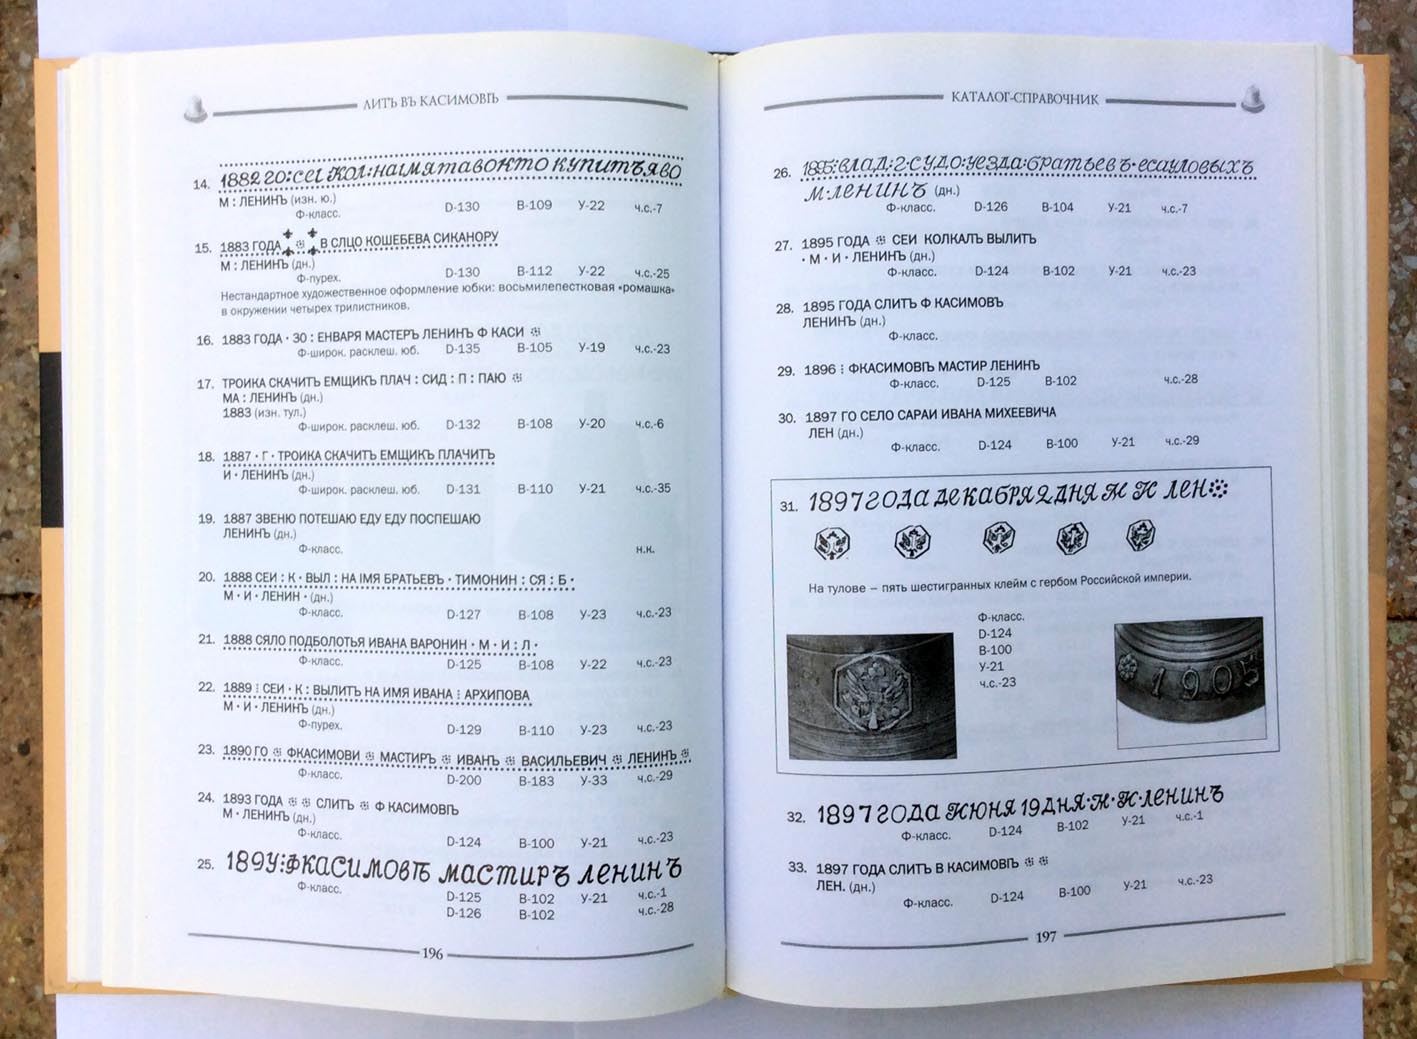 ЛИТЪ ВЪ КАСИМОВѢ
14. 1882 ГО:СЕI КОЛ:НАIМЯТАВОКТО КУПИТЪЯВО
М : ЛЕНИНЪ (изн. ю.)
Ф-класс. D-130 В-109 У-22 ч.с.-7
15. 1883 ГОДА В СЛЦО КОШЕБЕВА СИКАНОРУ
М : ЛЕНИНЪ (дн.)
Ф-пурех. D-130 В-112 У-22 ч.с.-25
Нестандартное художественное оформление юбки: восьмилепестковая «ромашка»
в окружении четырех трилистников.
16. 1883 ГОДА · 30 : ЕНВАРЯ МАСТЕРЪ ЛЕНИНЪ Ф КАСИ
Ф-широк. расклеш. юб. D-135 В-105 У-19 ч.с.-23
17. ТРОИКА СКАЧИТЪ ЕМЩИКЪ ПЛАЧ : СИД : П : ПАЮ
МА : ЛЕНИНЪ (дн.)
1883 (изн. тул.)
Ф-широк. расклеш. юб. D-132 В-108 У-20 ч.с.-6
18. 1887 · Г · ТРОИКА СКАЧИТЪ ЕМЩИКЪ ПЛАЧИТЪ
И · ЛЕНИНЪ (дн.)
Ф-широк. расклеш. юб. D-131 В-110 У-21 ч.с.-35
19. 1887 ЗВЕНЮ ПОТЕШАЮ ЕДУ ЕДУ ПОСПЕШАЮ
ЛЕНИНЪ (дн.)
Ф-класс. н.к.
20. 1888 СЕИ : К · ВЫЛ : НА IМЯ БРАТЬЕВЪ · ТИМОНИН : СЯ : Б ·
М · И · ЛЕНИН · (дн.)
Ф-класс. D-127 В-108 У-23 ч.с.-23
21. 1888 СЯЛО ПОДБОЛОТЬЯ ИВАНА ВАРОНИН · М · И : Л ·
Ф-класс. D-125 В-108 У-22 ч.с.-23
22. 1889 ⁝ СЕИ · К : ВЫЛИТЪ НА ИМЯ ИВАНА ⁝ АРХИПОВА
М · И · ЛЕНИНЪ (дн.)
Ф-пурех. D-129 В-110 У-23 ч.с.-23
23. 1890 ГО ФКАСИМОВИ МАСТИРЪ ИВАНЪ ВАСИЛЬЕВИЧ ЛЕНИНЪ
Ф-класс. D-200 В-183 У-33 ч.с.-29
24. 1893 ГОДА СЛИТЪ Ф КАСИМОВЪ
М · ЛЕНИНЪ (дн.)
Ф-класс. D-124 В-100 У-21 ч.с.-23
25. 189У⁝ФКАСИМОВѢ МАСТИРЪ ЛЕНИНЪ
Ф-класс. D-125 В-102 У-21 ч.с.-1
D-126 В-102 ч.с.-28
196
КАТАЛОГ-СПРАВОЧНИК
26. 1895:ВЛАД:Г·СУДО:УЕЗДА:БРАТЬЕВЪ·ЕСАУЛОВЫХЪ
М·ЛЕНИНЪ (дн.)
Ф-класс. D-126 В-104 У-21 ч.с.-7
27. 1895 ГОДА СЕИ КОЛКАЛЪ ВЫЛИТЪ
· М · И · ЛЕНИНЪ (дн.)
Ф-класс. D-124 В-102 У-21 ч.с.-23
28. 1895 ГОДА СЛИТЪ Ф КАСИМОВЪ
ЛЕНИНЪ (дн.)
Ф-класс.
29. 1896 ⁝ ФКАСИМОВЪ МАСТИР ЛЕНИНЪ
Ф-класс. D-125 В-102 ч.с.-28
30. 1897 ГО СЕЛО САРАИ ИВАНА МИХЕЕВИЧА
ЛЕН (дн.)
Ф-класс. D-124 В-100 У-21 ч.с.-29
31. 1897 ГОДА ДЕКАБРЯ 2 ДНЯ Ж К ЛЕН
На тулове – пять шестигранных клейм с гербом Российской империи.
Ф-класс.
D-124
В-100
У-21
ч.с.-23
1905
32. 1897 ГОДА КЮНЯ 19 ДНЯ·Ж·К·ЛЕНИНЪ
Ф-класс. D-124 В-102 У-21 ч.с.-1
33. 1897 ГОДА СЛИТЪ В КАСИМОВЪ
ЛЕН. (дн.)
Ф-класс. D-124 В-100 У-21 ч.с.-23
197